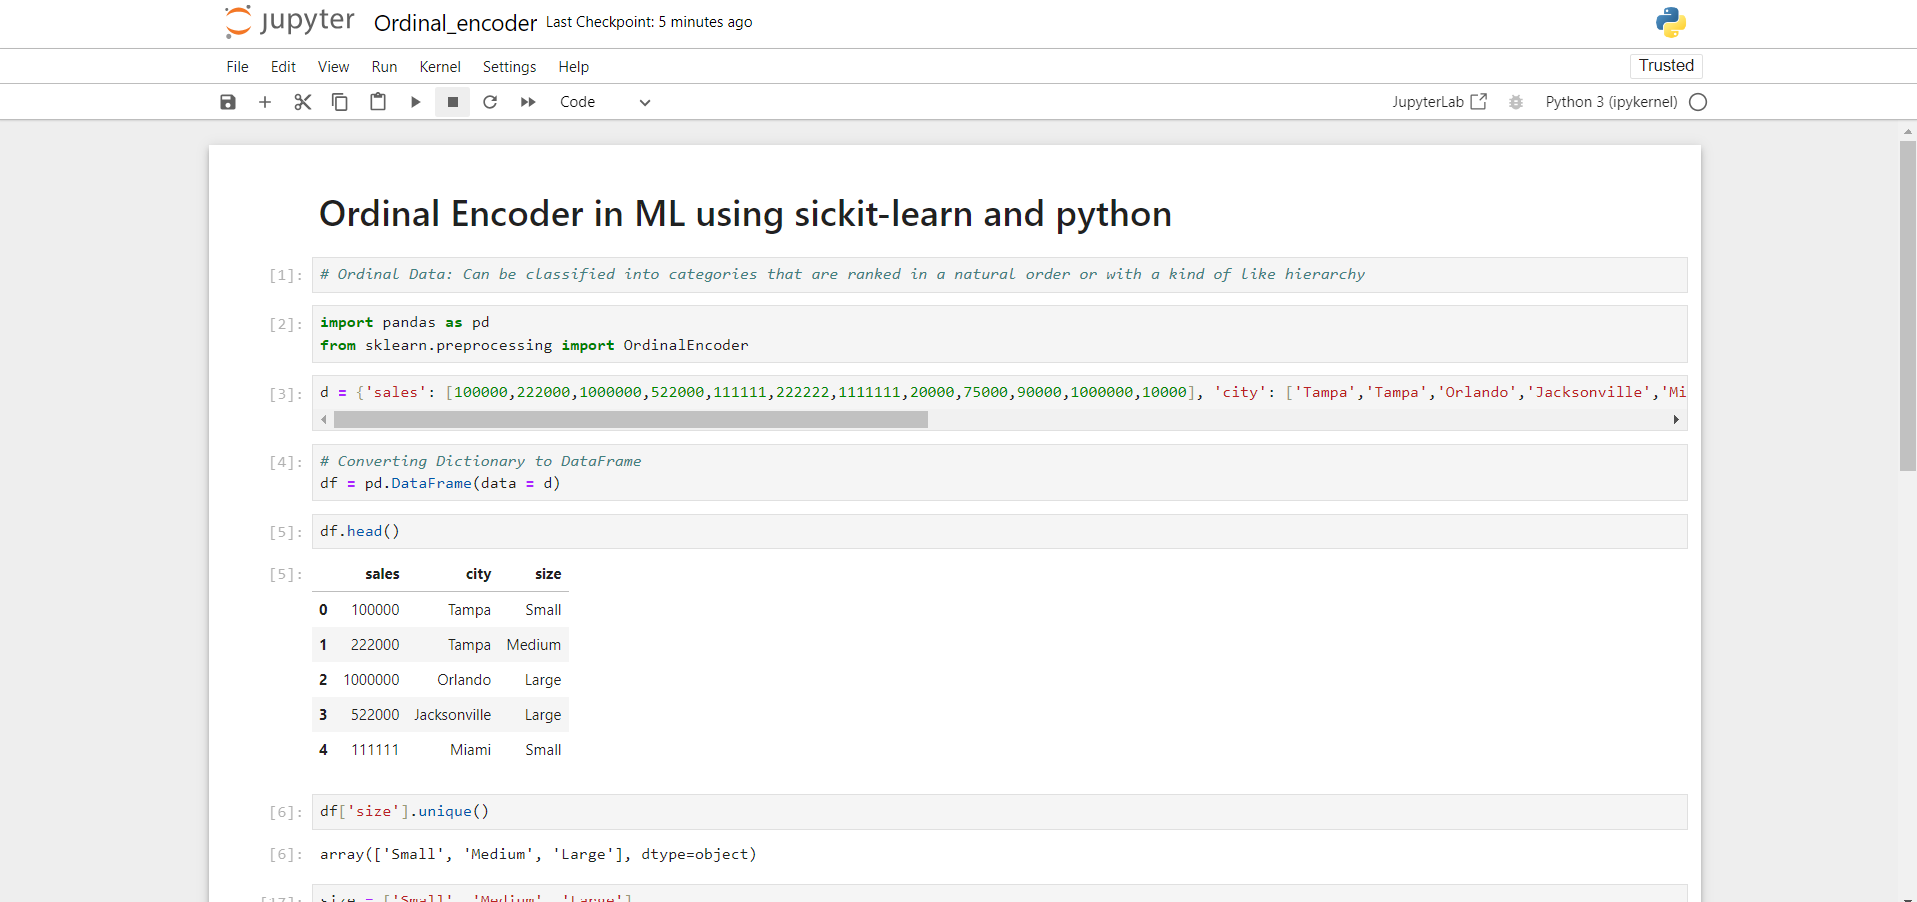 jupyter Ordinal_encoder Last Checkpoint: 5 minutes ago
File Edit View Run Kernel Settings Help Trusted
Code JupyterLab Python 3 (ipykernel)
Ordinal Encoder in ML using sickit-learn and python
[1]: # Ordinal Data: Can be classified into categories that are ranked in a natural order or with a kind of like hierarchy
[2]: import pandas as pd
from sklearn.preprocessing import OrdinalEncoder
[3]: d = {'sales': [100000,222000,1000000,522000,111111,222222,1111111,20000,75000,90000,1000000,10000], 'city': ['Tampa','Tampa','Orlando','Jacksonville','Mi
[4]: # Converting Dictionary to DataFrame
df = pd.DataFrame(data = d)
[5]: df.head()
[5]: sales city size
0 100000 Tampa Small
1 222000 Tampa Medium
2 1000000 Orlando Large
3 522000 Jacksonville Large
4 111111 Miami Small
[6]: df['size'].unique()
[6]: array(['Small', 'Medium', 'Large'], dtype=object)
[17]: size = ['Small', 'Medium', 'Large']